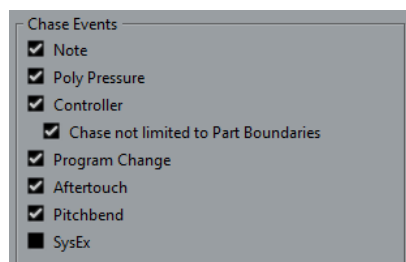 Chase Events
Note
Poly Pressure
Controller
Chase not limited to Part Boundaries
Program Change
Aftertouch
Pitchbend
SysEx